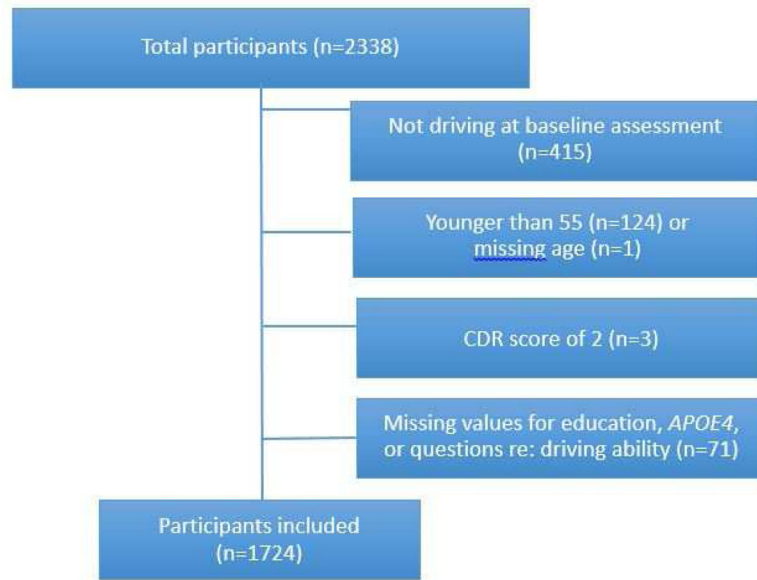 Total participants (n=2338)
Not driving at baseline assessment
(n=415)
Younger than 55 (n=124) or
missing age (n=1)
CDR score of 2 (n=3)
Missing values for education, APOE4,
or questions re: driving ability (n=71)
Participants included
(n=1724)